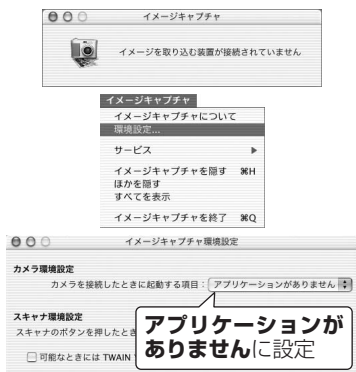 イメージキャプチャ
イメージを取り込む装置が接続されていません
イメージキャプチャ
イメージキャプチャについて
環境設定...
サービス ▶
イメージキャプチャを隠す ⌘H
ほかを隠す
すべてを表示
イメージキャプチャを終了 ⌘Q
イメージキャプチャ環境設定
カメラ環境設定
カメラを接続したときに起動する項目： アプリケーションがありません
スキャナ環境設定
スキャナのボタンを押したとき
可能なときには TWAIN
アプリケーションが
ありませんに設定